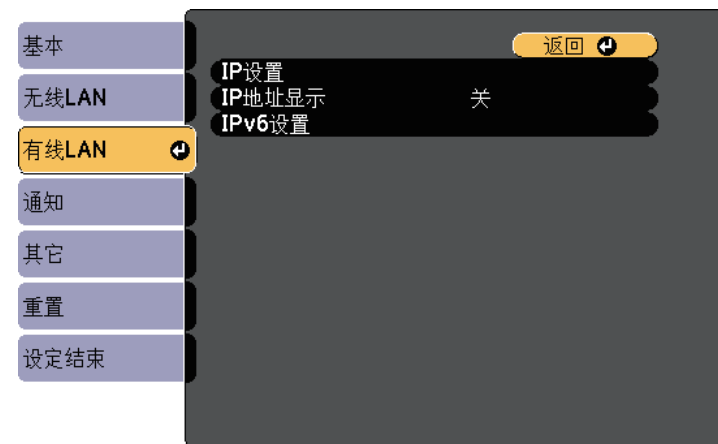 基本
无线LAN
有线LAN
通知
其它
重置
设定结束
返回
IP设置
IP地址显示 关
IPv6设置